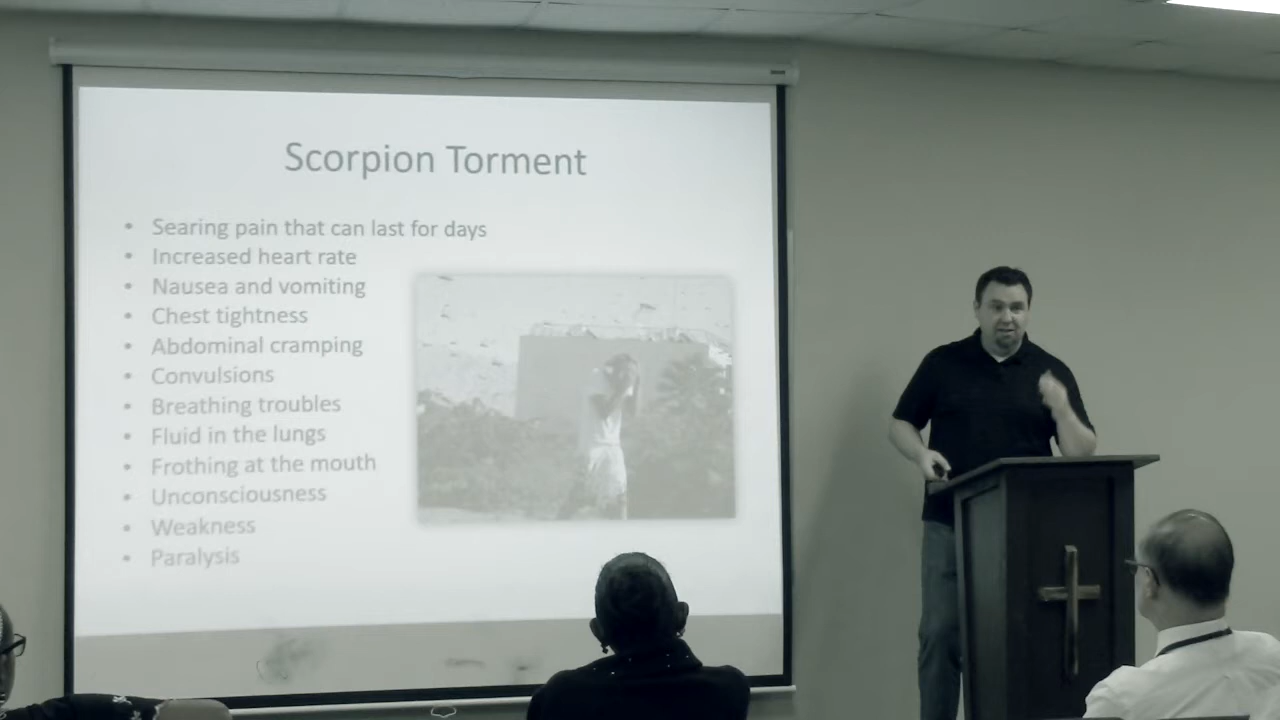 Scorpion Torment
• Searing pain that can last for days
• Increased heart rate
• Nausea and vomiting
• Chest tightness
• Abdominal cramping
• Convulsions
• Breathing troubles
• Fluid in the lungs
• Frothing at the mouth
• Unconsciousness
• Weakness
• Paralysis